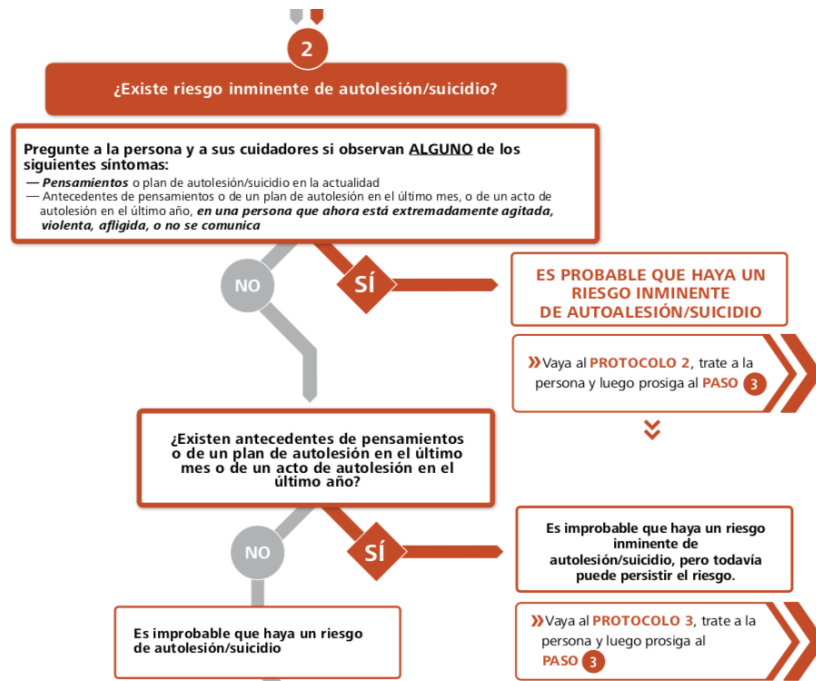 2
¿Existe riesgo inminente de autolesión/suicidio?
Pregunte a la persona y a sus cuidadores si observan ALGUNO de los
siguientes síntomas:
— Pensamientos o plan de autolesión/suicidio en la actualidad
— Antecedentes de pensamientos o de un plan de autolesión en el último mes, o de un acto de
autolesión en el último año, en una persona que ahora está extremadamente agitada,
violenta, afligida, o no se comunica
NO
SÍ
ES PROBABLE QUE HAYA UN
RIESGO INMINENTE
DE AUTOALESIÓN/SUICIDIO
» Vaya al PROTOCOLO 2, trate a la
persona y luego prosiga al PASO 3
¿Existen antecedentes de pensamientos
o de un plan de autolesión en el último
mes o de un acto de autolesión en el
último año?
NO
SÍ
Es improbable que haya un riesgo
inminente de
autolesión/suicidio, pero todavía
puede persistir el riesgo.
Es improbable que haya un riesgo
de autolesión/suicidio
» Vaya al PROTOCOLO 3, trate a la
persona y luego prosiga al
PASO 3